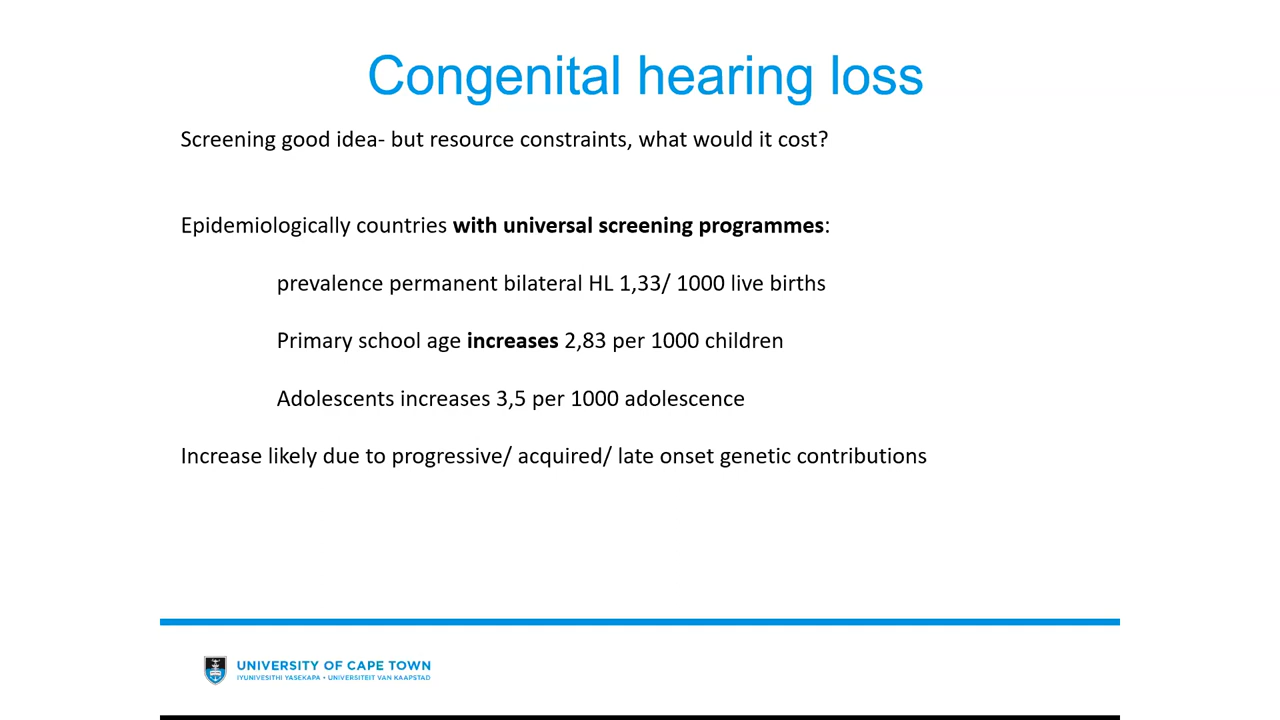 Congenital hearing loss
Screening good idea- but resource constraints, what would it cost?
Epidemiologically countries with universal screening programmes:
prevalence permanent bilateral HL 1,33/ 1000 live births
Primary school age increases 2,83 per 1000 children
Adolescents increases 3,5 per 1000 adolescence
Increase likely due to progressive/ acquired/ late onset genetic contributions
UNIVERSITY OF CAPE TOWN
IYUNIVESITHI YASEKAPA • UNIVERSITEIT VAN KAAPSTAD